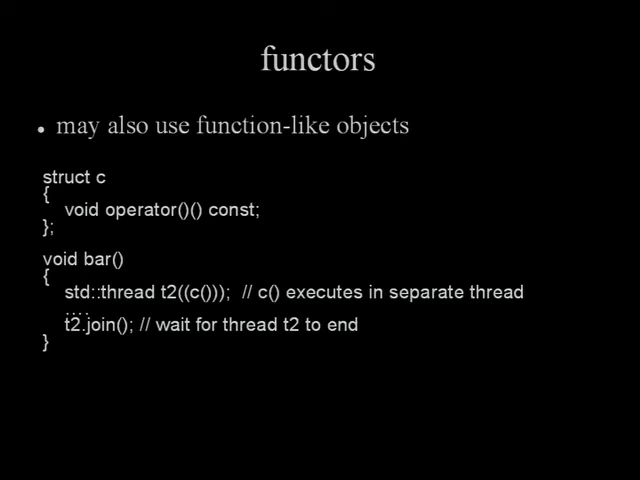 functors
● may also use function-like objects
struct c
{
void operator()() const;
};
void bar()
{
std::thread t2((c())); // c() executes in separate thread
....
t2.join(); // wait for thread t2 to end
}